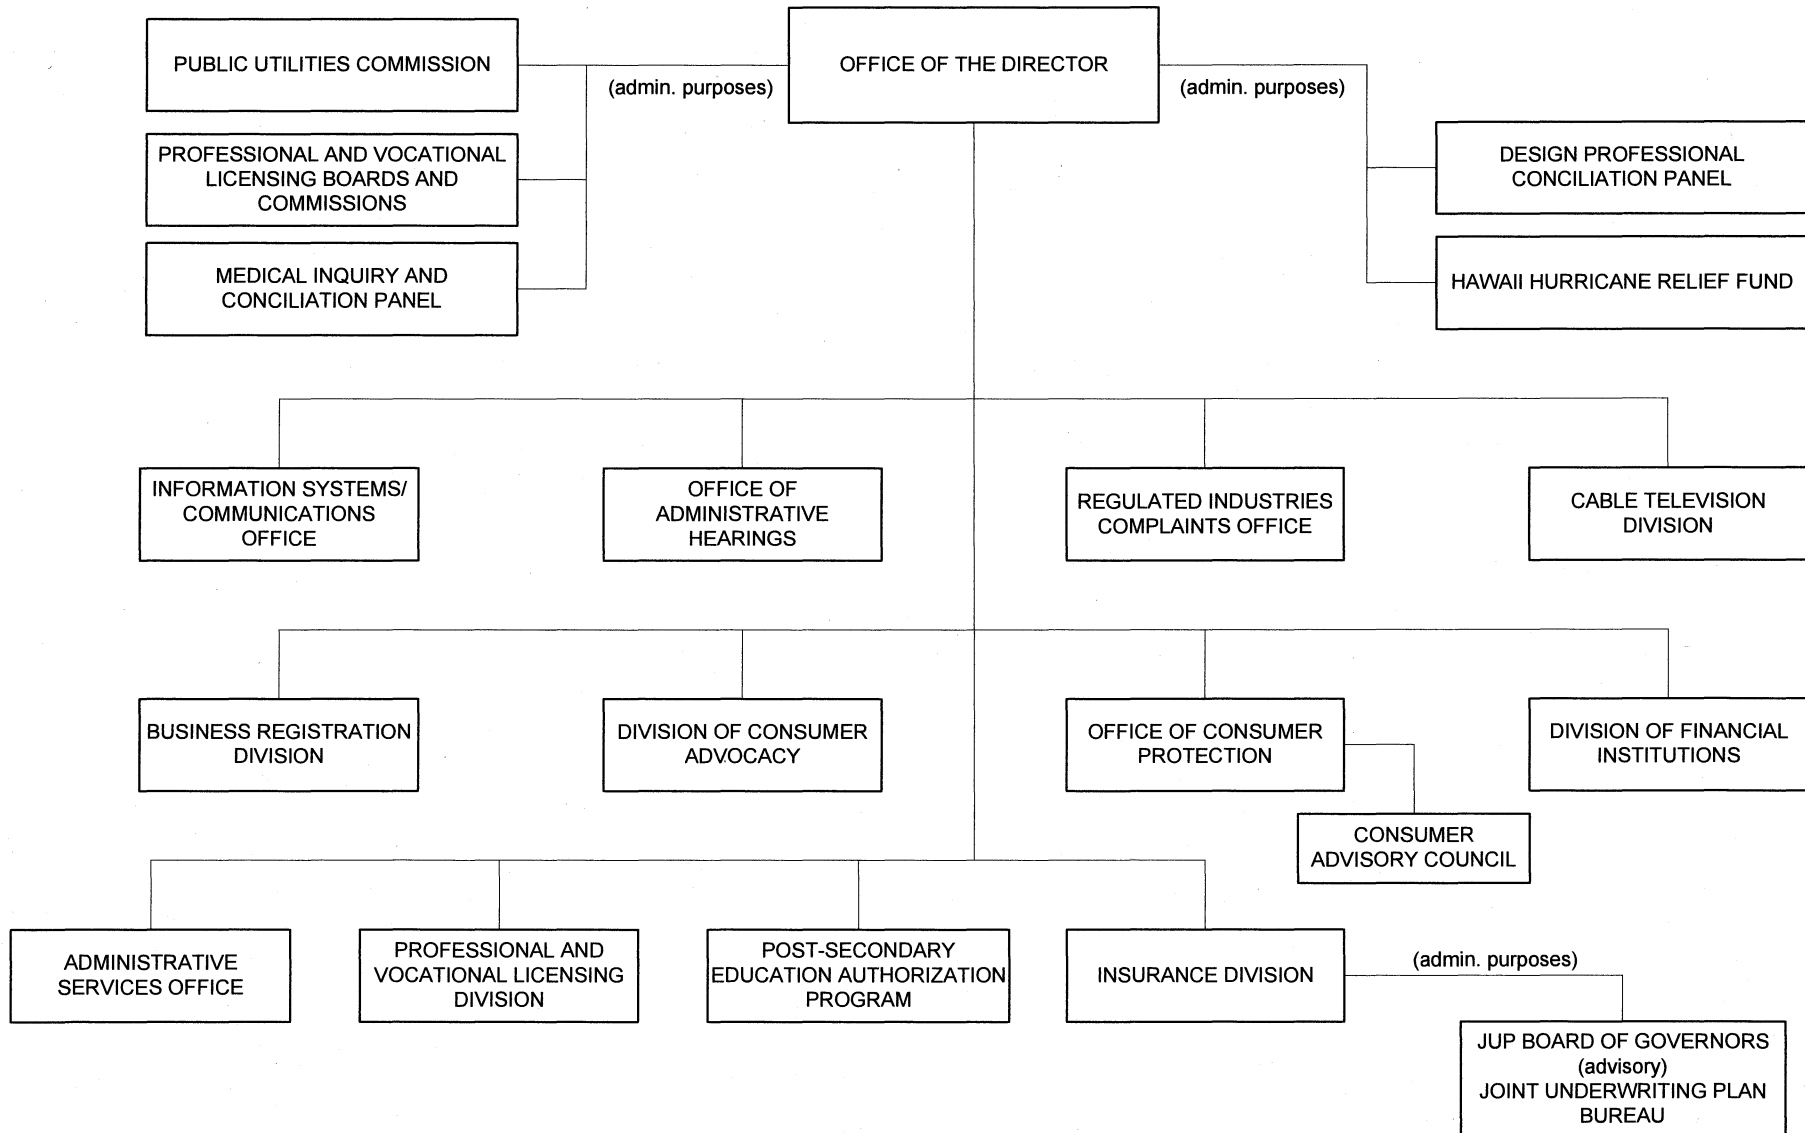 PUBLIC UTILITIES COMMISSION
(admin. purposes)
OFFICE OF THE DIRECTOR
(admin. purposes)
PROFESSIONAL AND VOCATIONAL
LICENSING BOARDS AND
COMMISSIONS
DESIGN PROFESSIONAL
CONCILIATION PANEL
MEDICAL INQUIRY AND
CONCILIATION PANEL
HAWAII HURRICANE RELIEF FUND
INFORMATION SYSTEMS/
COMMUNICATIONS
OFFICE
OFFICE OF
ADMINISTRATIVE
HEARINGS
REGULATED INDUSTRIES
COMPLAINTS OFFICE
CABLE TELEVISION
DIVISION
BUSINESS REGISTRATION
DIVISION
DIVISION OF CONSUMER
ADVOCACY
OFFICE OF CONSUMER
PROTECTION
DIVISION OF FINANCIAL
INSTITUTIONS
CONSUMER
ADVISORY COUNCIL
ADMINISTRATIVE
SERVICES OFFICE
PROFESSIONAL AND
VOCATIONAL LICENSING
DIVISION
POST-SECONDARY
EDUCATION AUTHORIZATION
PROGRAM
INSURANCE DIVISION
(admin. purposes)
JUP BOARD OF GOVERNORS
(advisory)
JOINT UNDERWRITING PLAN
BUREAU